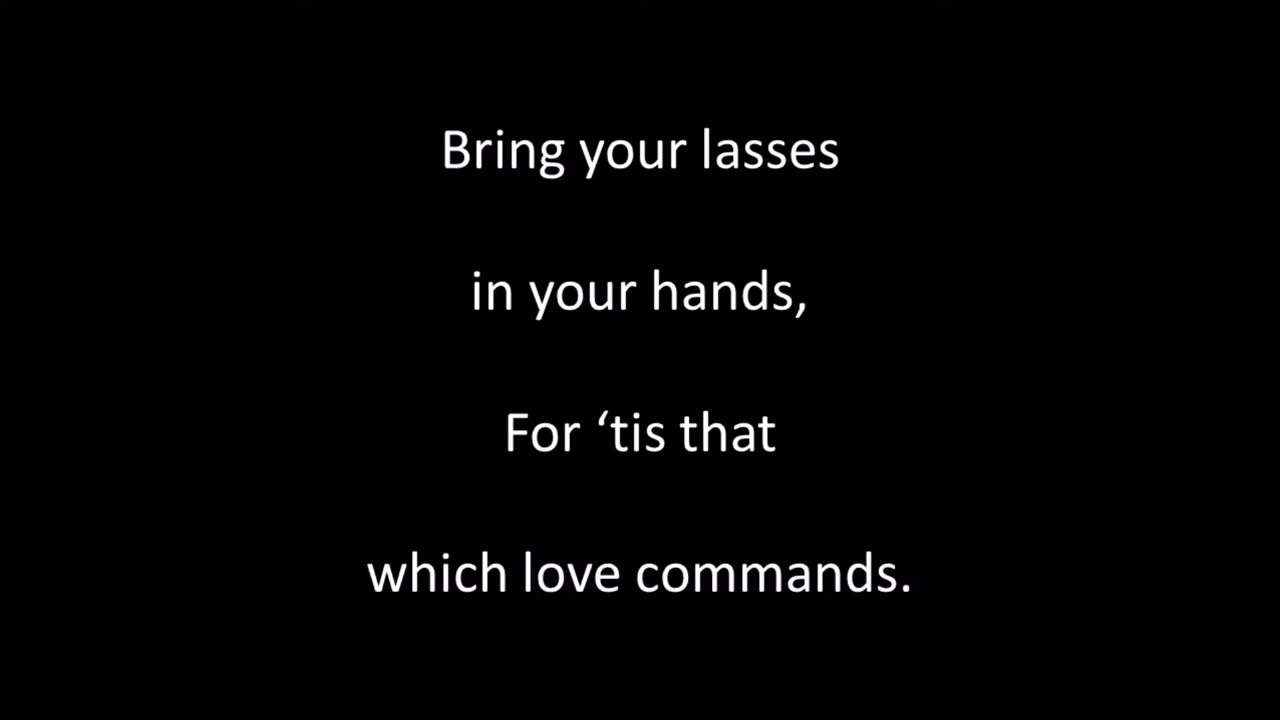 Bring your lasses
in your hands,
For ‘tis that
which love commands.